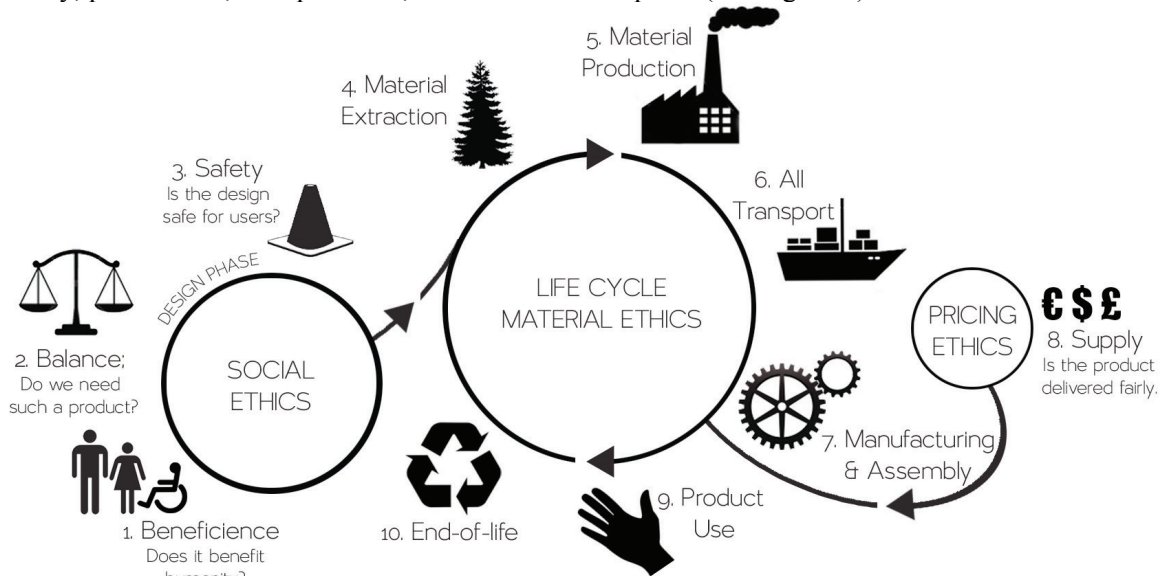 5. Material
Production
4. Material
Extraction
3. Safety
Is the design
safe for users?
6. All
Transport
DESIGN PHASE
LIFE CYCLE
MATERIAL ETHICS
PRICING
ETHICS
€ $ £
8. Supply
Is the product
delivered fairly.
2. Balance;
Do we need
such a product?
SOCIAL
ETHICS
7. Manufacturing
& Assembly
9. Product
Use
10. End-of-life
1. Beneficience
Does it benefit
humanity?